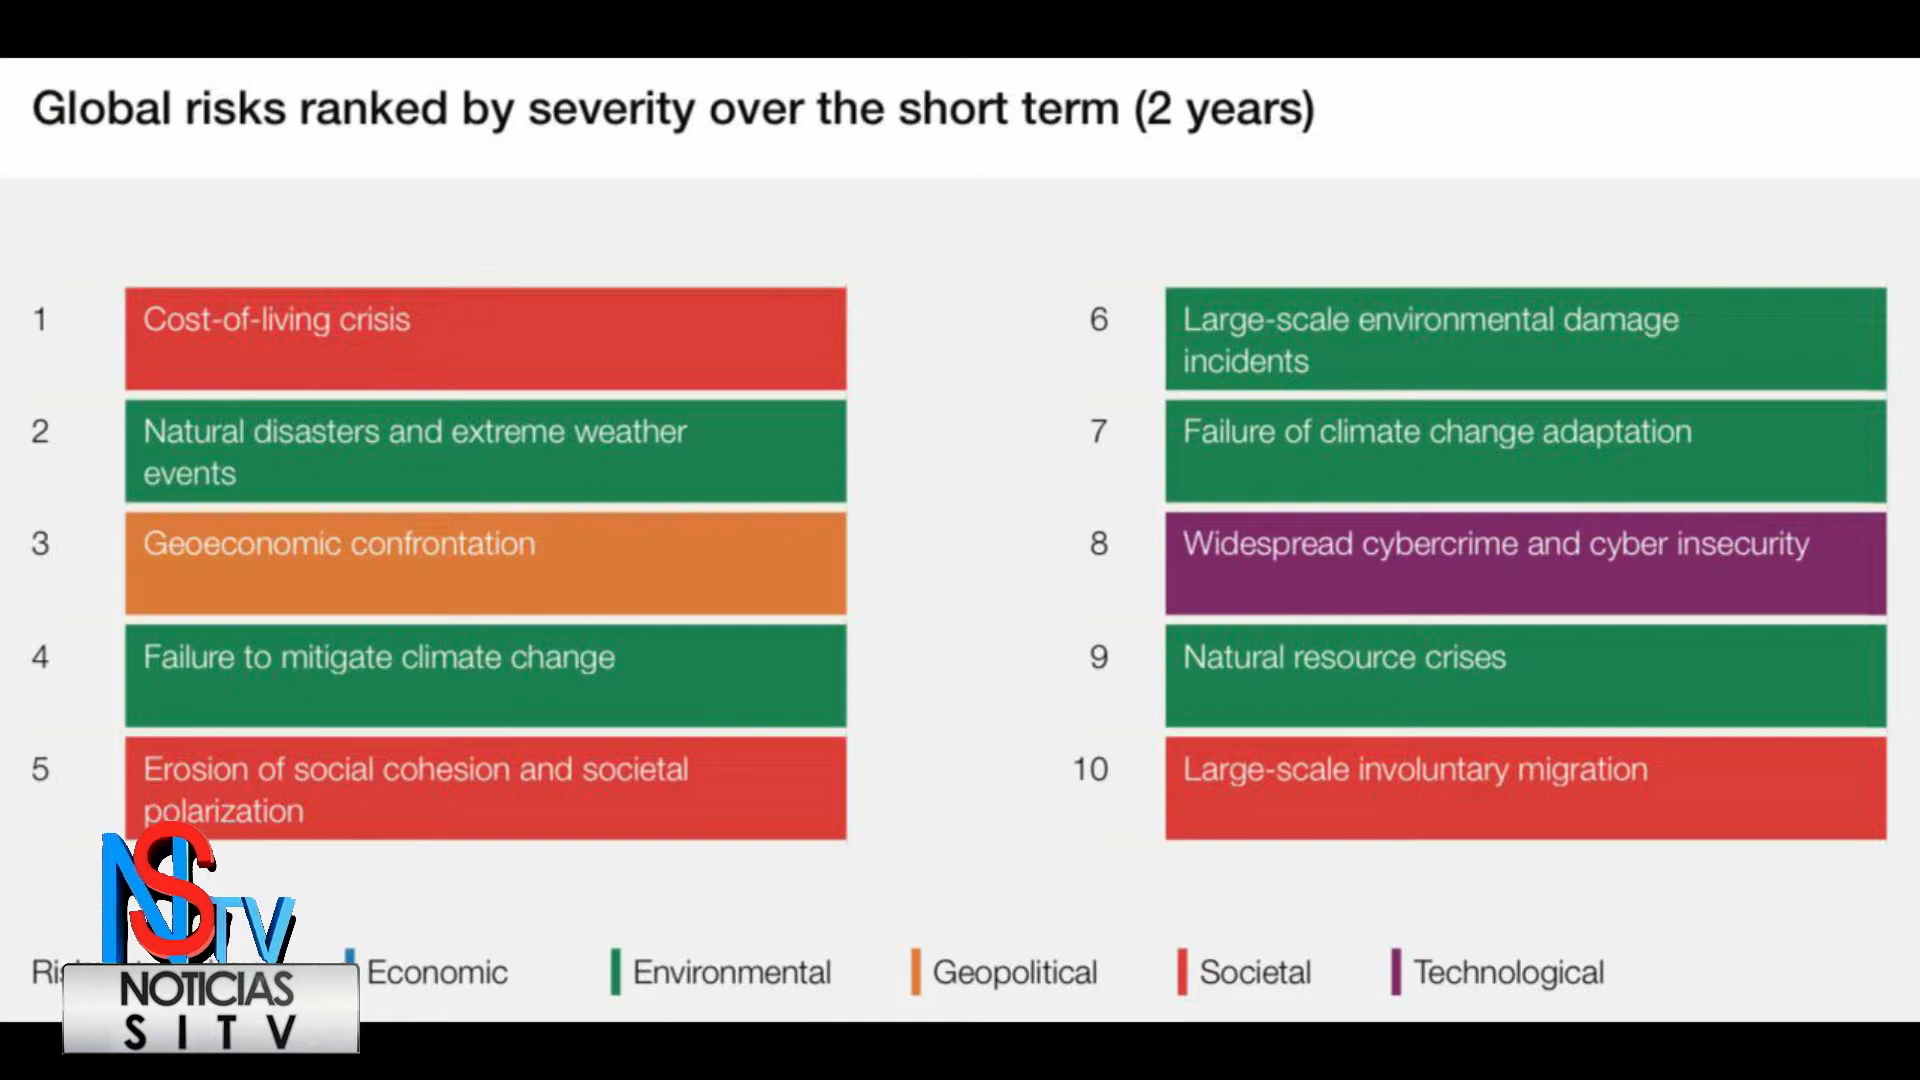 Global risks ranked by severity over the short term (2 years)
1
Cost-of-living crisis
2
Natural disasters and extreme weather
events
3
Geoeconomic confrontation
4
Failure to mitigate climate change
5
Erosion of social cohesion and societal
polarization
6
Large-scale environmental damage
incidents
7
Failure of climate change adaptation
8
Widespread cybercrime and cyber insecurity
9
Natural resource crises
10
Large-scale involuntary migration
Economic
Environmental
Geopolitical
Societal
Technological
NSTV
NOTICIAS
SITV